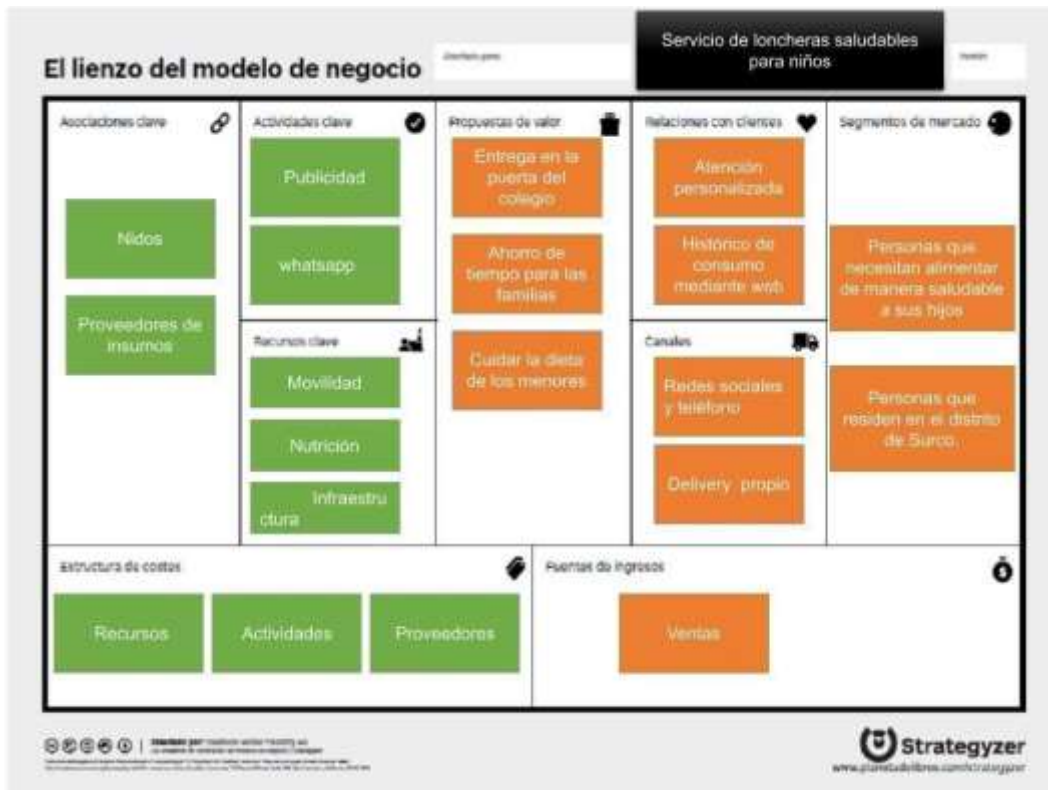 Servicio de loncheras saludables
para niños
El lienzo del modelo de negocio
Asociaciones clave
Nidos
Proveedores de
insumos
Actividades clave
Publicidad
whatsapp
Recursos clave
Movilidad
Nutrición
Infraestru
ctura
Propuestas de valor
Entrega en la
puerta del
colegio
Ahorro de
tiempo para las
familias
Cuidar la dieta
de los menores
Relaciones con clientes
Atención
personalizada
Histórico de
consumo
mediante web
Canales
Redes sociales
y teléfono
Delivery propio
Segmentos de mercado
Personas que
necesitan alimentar
de manera saludable
a sus hijos
Personas que
residen en el distrito
de Surco.
Estructura de costes
Recursos
Actividades
Proveedores
Fuentes de ingresos
Ventas
Strategyzer